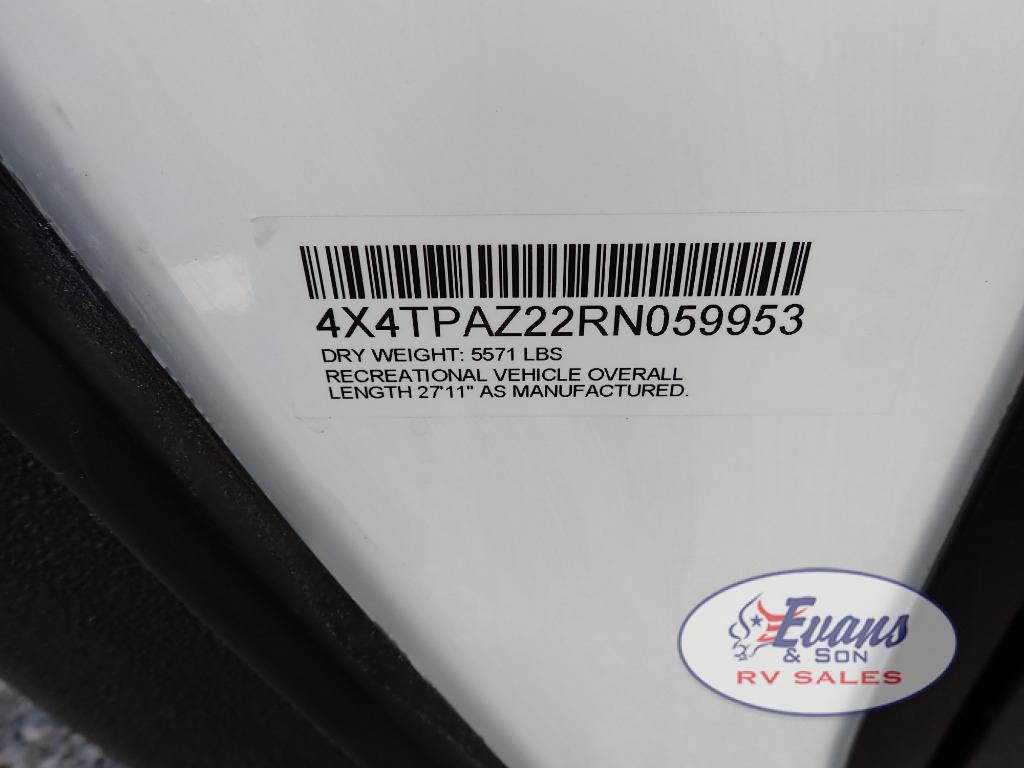 4X4TPAZ22RN059953
DRY WEIGHT: 5571 LBS
RECREATIONAL VEHICLE OVERALL
LENGTH 27'11" AS MANUFACTURED.
Evans
& SON
RV SALES